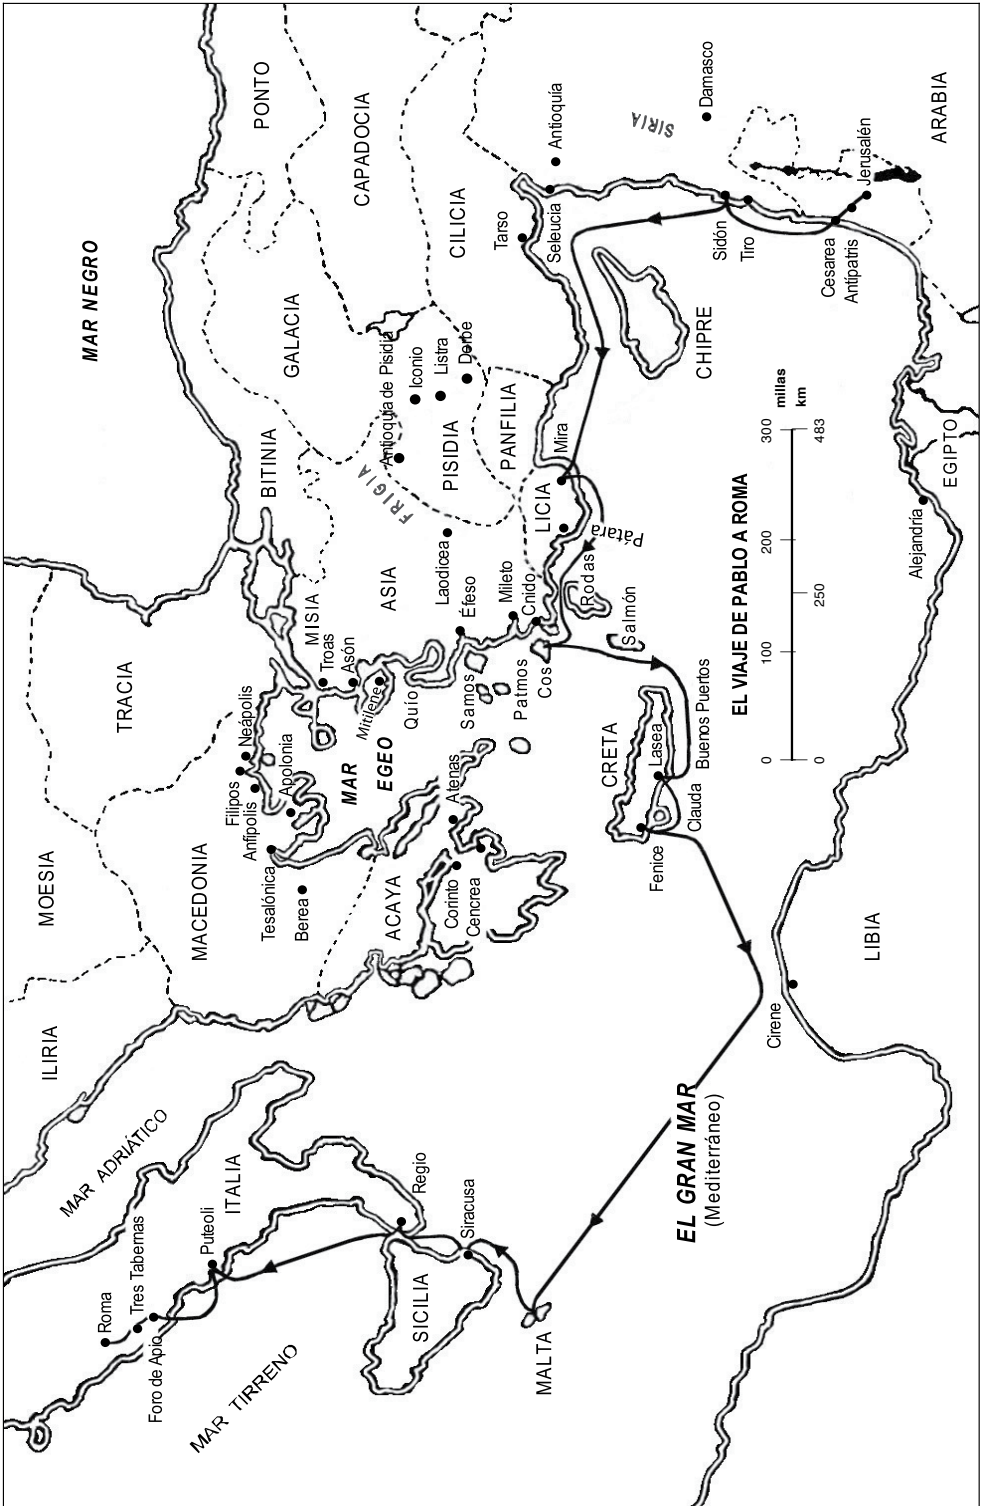 EL VIAJE DE PABLO A ROMA
MAR NEGRO
PONTO
CAPADOCIA
GALACIA
CILICIA
BITINIA
FRIGIA
PISIDIA
PANFILIA
LICIA
ASIA
MISIA
TRACIA
MOESIA
MACEDONIA
ILIRIA
ACAYA
MAR
EGEO
MAR ADRIÁTICO
ITALIA
MAR TIRRENO
SICILIA
MALTA
EL GRAN MAR
(Mediterráneo)
CRETA
CHIPRE
SIRIA
ARABIA
EGIPTO
LIBIA
Roma
Tres Tabernas
Foro de Apio
Puteoli
Regio
Siracusa
Filipos
Neápolis
Anfípolis
Apolonia
Tesalónica
Berea
Atenas
Corinto
Cencrea
Troas
Asón
Mitilene
Quío
Samos
Patmos
Cos
Efeso
Laodicea
Mileto
Cnido
Rodas
Salmón
Pátara
Mira
Antioquía de Pisidia
Iconio
Listra
Derbe
Tarso
Seleucia
Antioquía
Damasco
Sidón
Tiro
Cesarea
Antipatris
Jerusalén
Alejandría
Cirene
Lasea
Buenos Puertos
Clauda
Fenice
0
100
200
300
millas
0
250
483
km